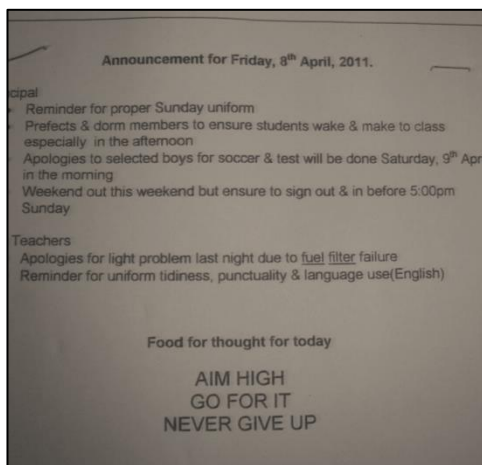 Announcement for Friday, 8th April, 2011.
cipal
Reminder for proper Sunday uniform
Prefects & dorm members to ensure students wake & make to class
especially in the afternoon
Apologies to selected boys for soccer & test will be done Saturday, 9th Apr
in the morning
Weekend out this weekend but ensure to sign out & in before 5:00pm
Sunday
Teachers
Apologies for light problem last night due to fuel filter failure
Reminder for uniform tidiness, punctuality & language use(English)
Food for thought for today
AIM HIGH
GO FOR IT
NEVER GIVE UP